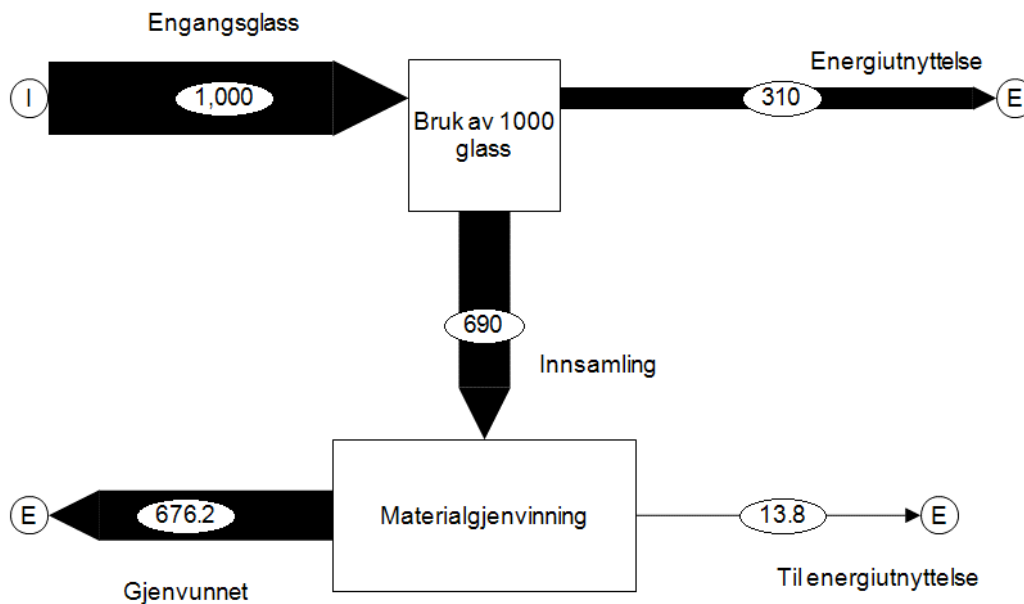 Engangsglass
Energiutnyttelse
I
1,000
310
E
Bruk av 1000
glass
690
Innsamling
E
676.2
Materialgjenvinning
13.8
E
Gjenvunnet
Til energiutnyttelse